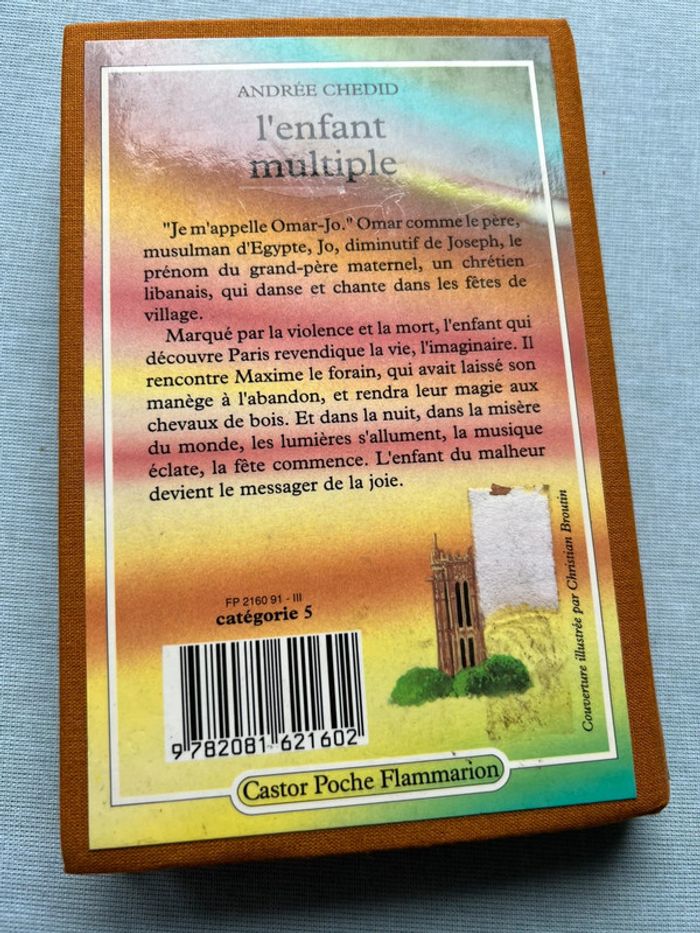 ANDRÉE CHEDID
l'enfant
multiple
"Je m'appelle Omar-Jo." Omar comme le père,
musulman d'Egypte, Jo, diminutif de Joseph, le
prénom du grand-père maternel, un chrétien
libanais, qui danse et chante dans les fêtes de
village.
Marqué par la violence et la mort, l'enfant qui
découvre Paris revendique la vie, l'imaginaire. Il
rencontre Maxime le forain, qui avait laissé son
manège à l'abandon, et rendra leur magie aux
chevaux de bois. Et dans la nuit, dans la misère
du monde, les lumières s'allument, la musique
éclate, la fête commence. L'enfant du malheur
devient le messager de la joie.
FP 2160 91 - III
catégorie 5
9 782081 621602
Couverture illustrée par Christian Broutin
Castor Poche Flammarion